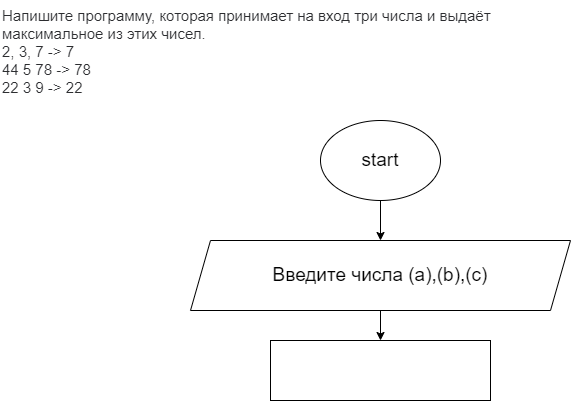 Напишите программу, которая принимает на вход три числа и выдаёт
максимальное из этих чисел.
2, 3, 7 -> 7
44 5 78 -> 78
22 3 9 -> 22
start
Введите числа (a),(b),(c)